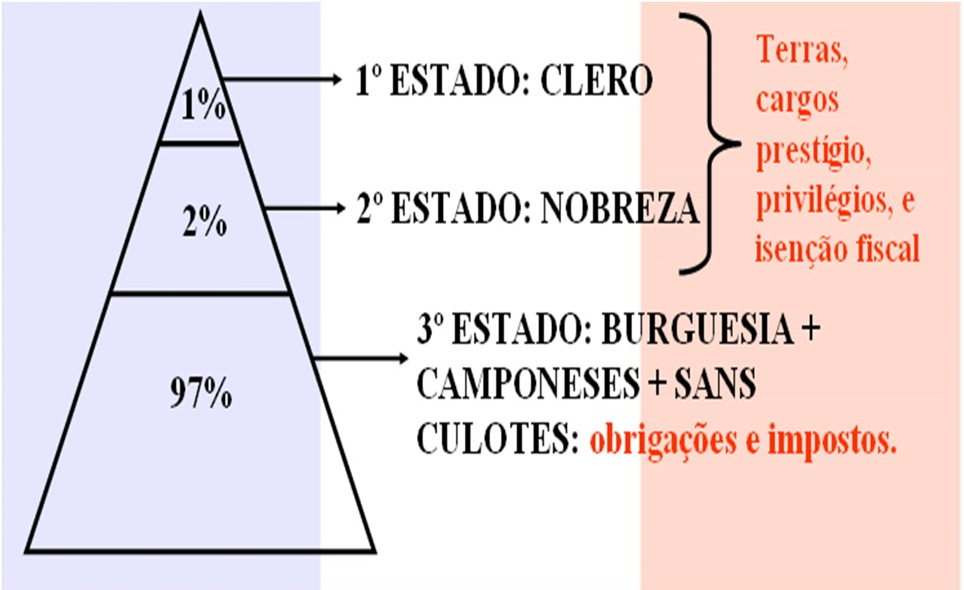 1%
1º ESTADO: CLERO
2%
2º ESTADO: NOBREZA
Terras,
cargos
prestígio,
privilégios, e
isenção fiscal
97%
3º ESTADO: BURGUESIA +
CAMPONESES + SANS
CULOTES: obrigações e impostos.